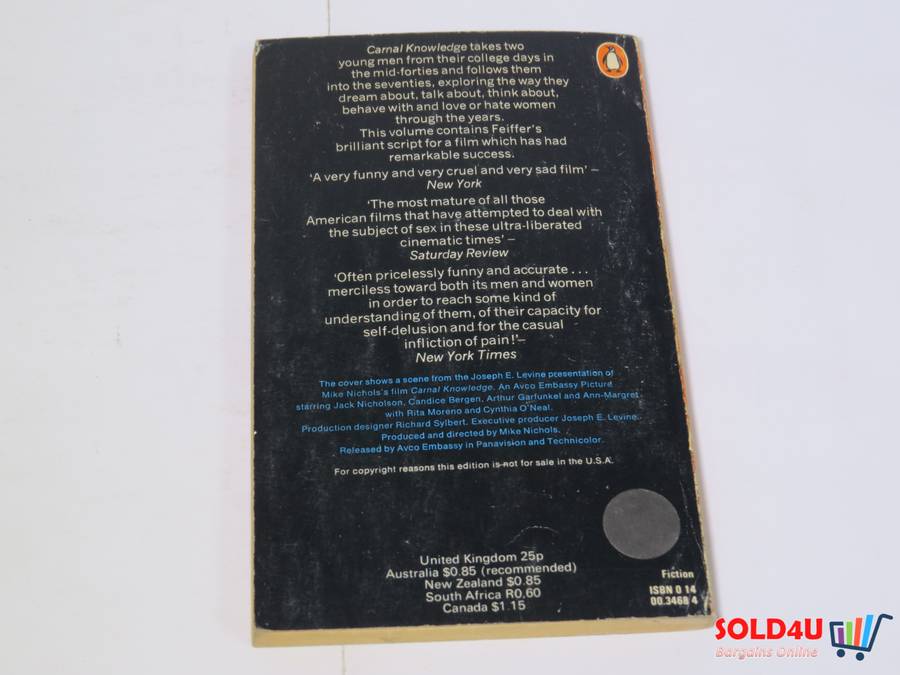 Carnal Knowledge takes two
young men from their college days in
the mid-forties and follows them
into the seventies, exploring the way they
dream about, talk about, think about,
behave with and love or hate women
through the years.
This volume contains Feiffer's
brilliant script for a film which has had
remarkable success.
'A very funny and very cruel and very sad film' –
New York
'The most mature of all those
American films that have attempted to deal with
the subject of sex in these ultra-liberated
cinematic times' –
Saturday Review
'Often pricelessly funny and accurate . . .
merciless toward both its men and women
in order to reach some kind of
understanding of them, of their capacity for
self-delusion and for the casual
infliction of pain!'–
New York Times
The cover shows a scene from the Joseph E. Levine presentation of
Mike Nichols's film Carnal Knowledge. An Avco Embassy Picture
starring Jack Nicholson, Candice Bergen, Arthur Garfunkel and Ann-Margret
with Rita Moreno and Cynthia O'Neal.
Production designer Richard Sylbert. Executive producer Joseph E. Levine.
Produced and directed by Mike Nichols.
Released by Avco Embassy in Panavision and Technicolor.
For copyright reasons this edition is not for sale in the U.S.A.
United Kingdom 25p
Australia $0.85 (recommended)
New Zealand $0.85
South Africa R0.60
Canada $1.15
Fiction
ISBN 0 14
00.3468 4
SOLD4U
Bargains Online